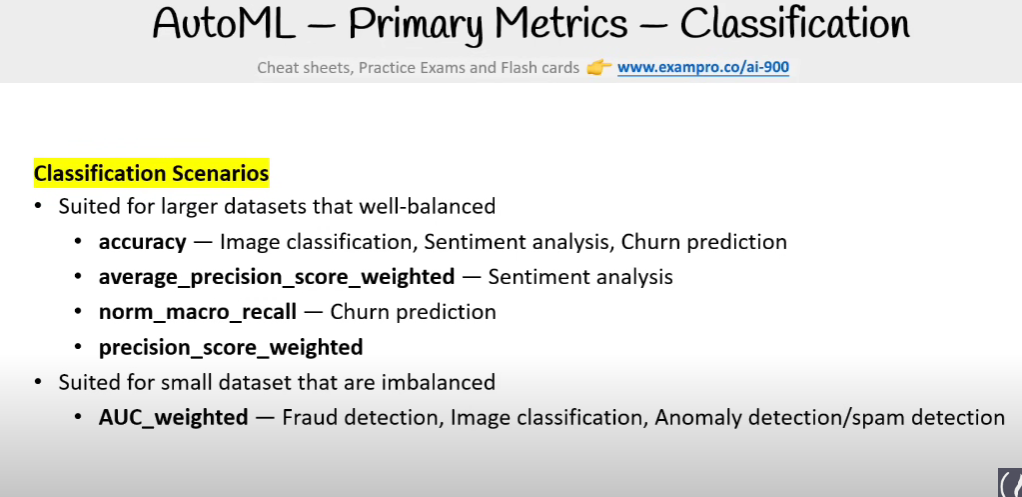 AutoML — Primary Metrics — Classification
Cheat sheets, Practice Exams and Flash cards 👉 www.exampro.co/ai-900
Classification Scenarios
• Suited for larger datasets that well-balanced
• accuracy — Image classification, Sentiment analysis, Churn prediction
• average_precision_score_weighted — Sentiment analysis
• norm_macro_recall — Churn prediction
• precision_score_weighted
• Suited for small dataset that are imbalanced
• AUC_weighted — Fraud detection, Image classification, Anomaly detection/spam detection